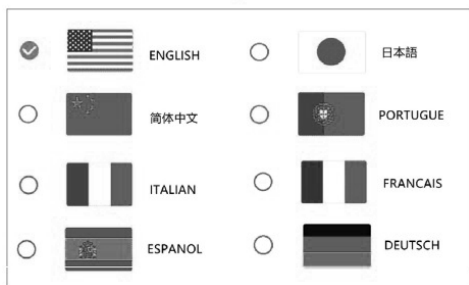 ENGLISH
日本語
简体中文
PORTUGUE
ITALIAN
FRANCAIS
ESPANOL
DEUTSCH